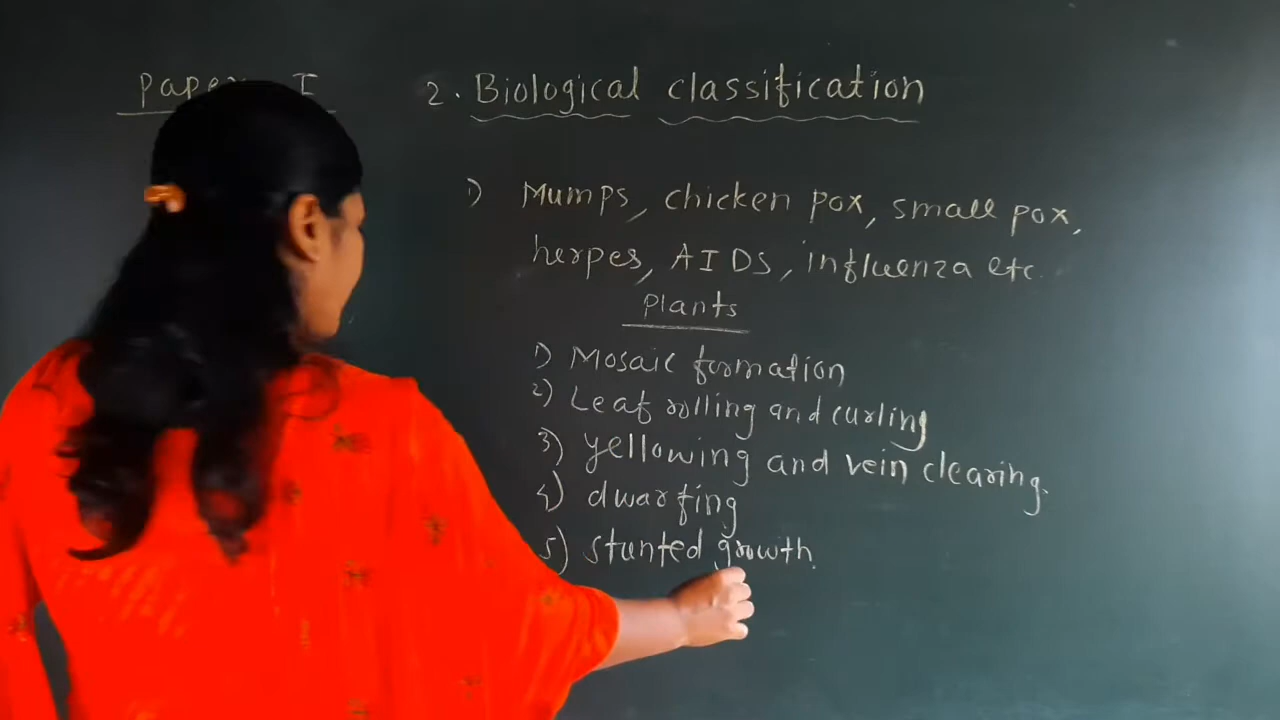 Paper I
2. Biological classification
1) Mumps, chicken pox, small pox,
herpes, AIDS, influenza etc.
Plants
1) Mosaic formation
2) Leaf rolling and curling
3) Yellowing and vein clearing.
4) dwarfing
5) stunted growth.